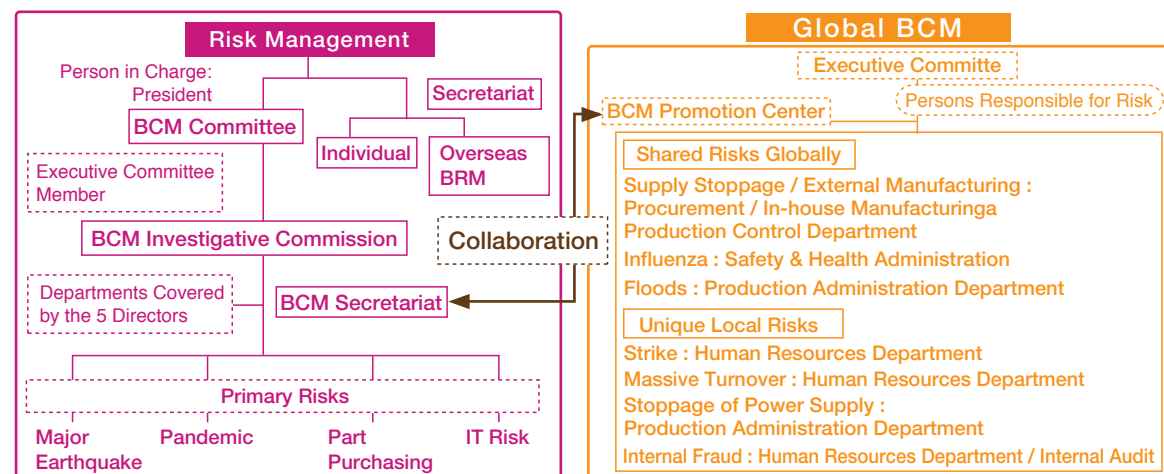 Risk Management
Person in Charge:
President
Secretariat
BCM Committee
Individual
Overseas
BRM
Executive Committee
Member
BCM Investigative Commission
Departments Covered
by the 5 Directors
BCM Secretariat
Primary Risks
Major
Earthquake
Pandemic
Part
Purchasing
IT Risk
Collaboration
Global BCM
Executive Committe
Persons Responsible for Risk
BCM Promotion Center
Shared Risks Globally
Supply Stoppage / External Manufacturing :
Procurement / In-house Manufacturinga
Production Control Department
Influenza : Safety & Health Administration
Floods : Production Administration Department
Unique Local Risks
Strike : Human Resources Department
Massive Turnover : Human Resources Department
Stoppage of Power Supply :
Production Administration Department
Internal Fraud : Human Resources Department / Internal Audit